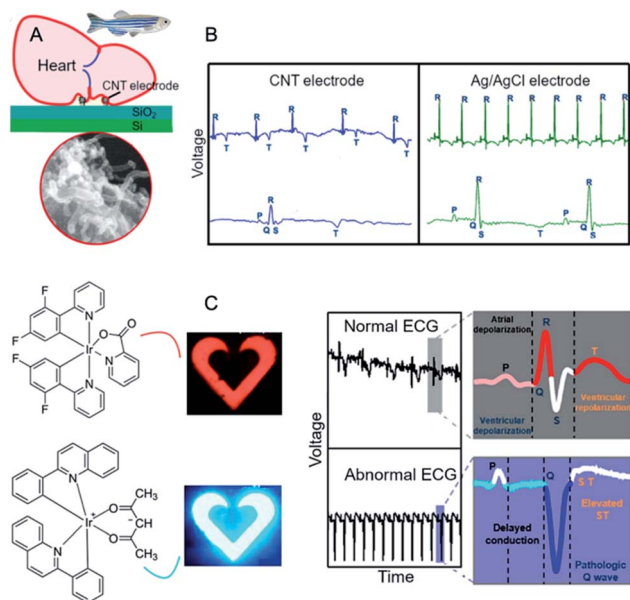 A
Heart
CNT electrode
SiO2
Si
B
Voltage
CNT electrode
R R R R R
T T T T T
R
P
Q S T
Ag/AgCl electrode
R R R R R R R R R
R R
P P
Q S T Q S
C
F
N
F
O
O
Ir
N
F
N
F
N
O CH3
Ir+ - CH
N O
CH3
Voltage
Normal ECG
Abnormal ECG
Time
Atrial
depolarization
R
P
T
Q
S
Ventricular
depolarization
Ventricular
repolarization
P
Q
S T
Elevated
ST
Delayed
conduction
Pathologic
Q wave